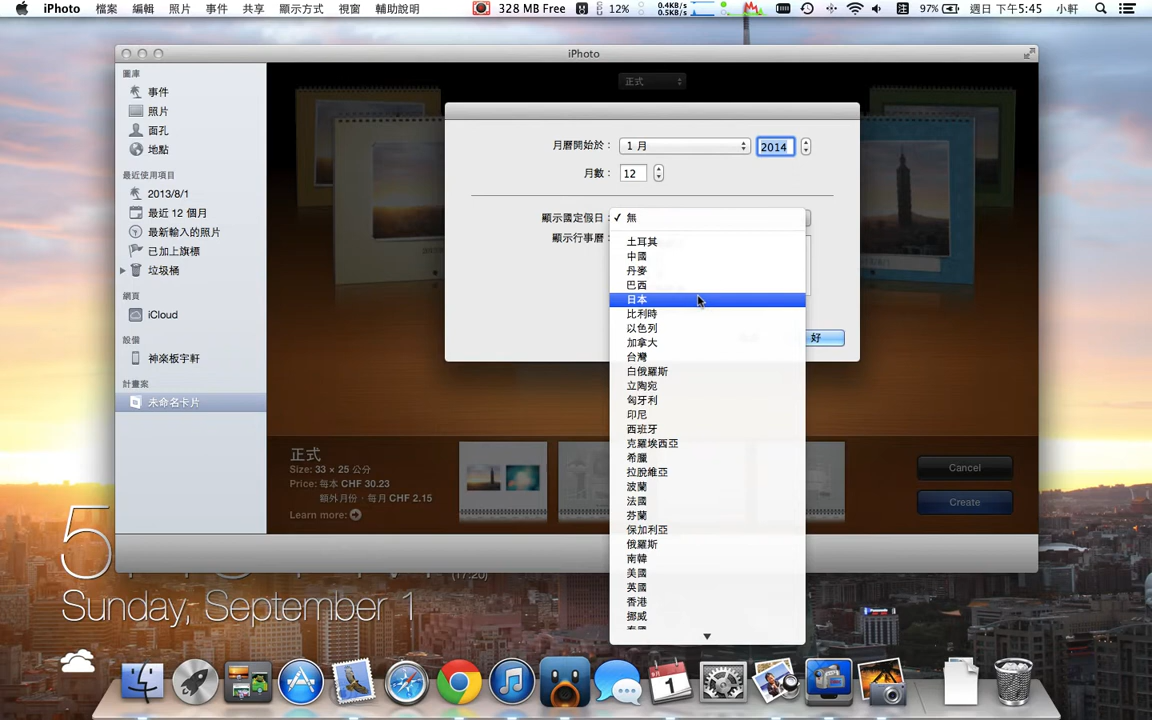 iPhoto 檔案 編輯 照片 事件 共享 顯示方式 視窗 輔助說明 328 MB Free 12% 0.4KB/s 0.5KB/s 97% 週日 下午5:45 小軒
iPhoto
圖庫
事件
照片
面孔
地點
最近使用項目
2013/8/1
最近 12 個月
最新輸入的照片
已加上旗標
垃圾桶
網頁
iCloud
設備
神楽板宇軒
計畫案
未命名卡片
正式
月曆開始於：
1 月
2014
月數：
12
顯示國定假日：
✓ 無
顯示行事曆：
土耳其
中國
丹麥
巴西
日本
比利時
以色列
加拿大
台灣
白俄羅斯
立陶宛
匈牙利
印尼
西班牙
克羅埃西亞
希臘
拉脫維亞
波蘭
法國
芬蘭
保加利亞
俄羅斯
南韓
美國
英國
香港
挪威
好
正式
Size: 33 × 25 公分
Price: 每本 CHF 30.23
額外月份，每月 CHF 2.15
Learn more:
Cancel
Create
5
(17:20)
Sunday, September 1
9月
1